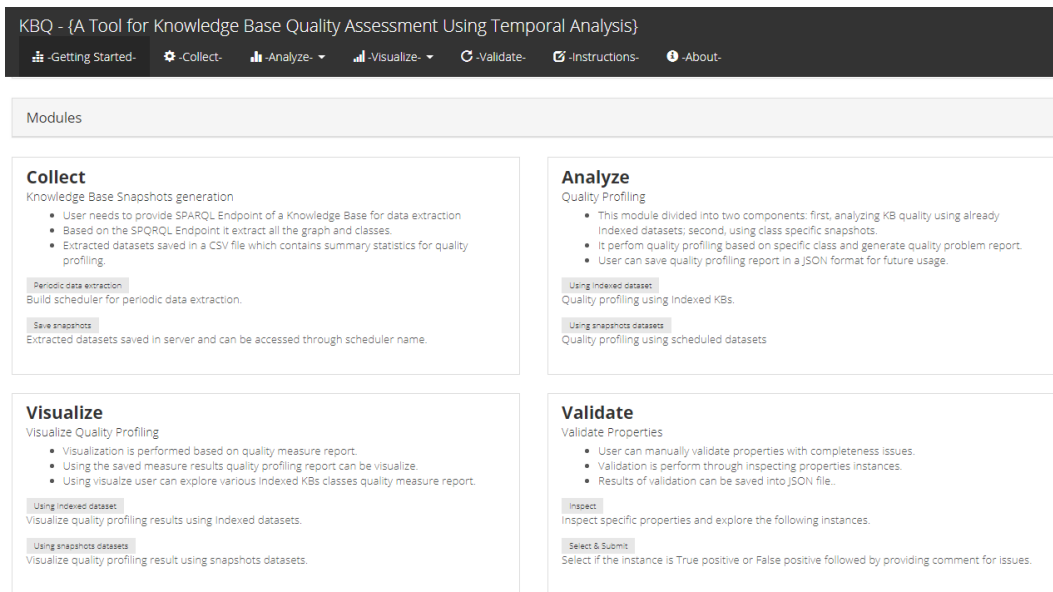 KBQ - {A Tool for Knowledge Base Quality Assessment Using Temporal Analysis}
-Getting Started- -Collect- -Analyze- -Visualize- -Validate- -Instructions- -About-
Modules
Collect
Knowledge Base Snapshots generation
User needs to provide SPARQL Endpoint of a Knowledge Base for data extraction
Based on the SPQRQL Endpoint it extract all the graph and classes.
Extracted datasets saved in a CSV file which contains summary statistics for quality
profiling.
Periodic data extraction
Build scheduler for periodic data extraction.
Save snapshots
Extracted datasets saved in server and can be accessed through scheduler name.
Analyze
Quality Profiling
This module divided into two components: first, analyzing KB quality using already
Indexed datasets; second, using class specific snapshots.
It perfom quality profiling based on specific class and generate quality problem report.
User can save quality profiling report in a JSON format for future usage.
Using Indexed dataset
Quality profiling using Indexed KBs.
Using snapshots datasets
Quality profiling using scheduled datasets
Visualize
Visualize Quality Profiling
Visualization is performed based on quality measure report.
Using the saved measure results quality profiling report can be visualize.
Using visualze user can explore various Indexed KBs classes quality measure report.
Using Indexed dataset
Visualize quality profiling results using Indexed datasets.
Using snapshots datasets
Visualize quality profiling result using snapshots datasets.
Validate
Validate Properties
User can manually validate properties with completeness issues.
Validation is perform through inspecting properties instances.
Results of validation can be saved into JSON file..
Inspect
Inspect specific properties and explore the following instances.
Select & Submit
Select if the instance is True positive or False positive followed by providing comment for issues.